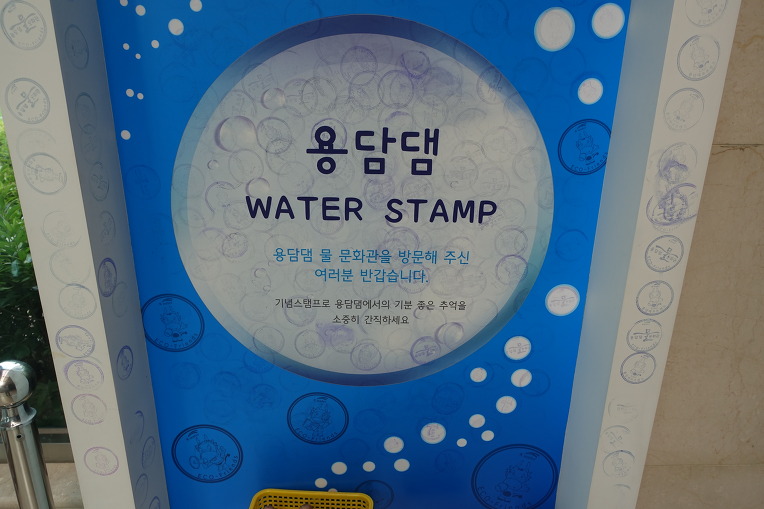 용담댐
WATER STAMP
용담댐 물 문화관을 방문해 주신
여러분 반갑습니다.
기념스탬프로 용담댐에서의 기분 좋은 추억을
소중히 간직하세요